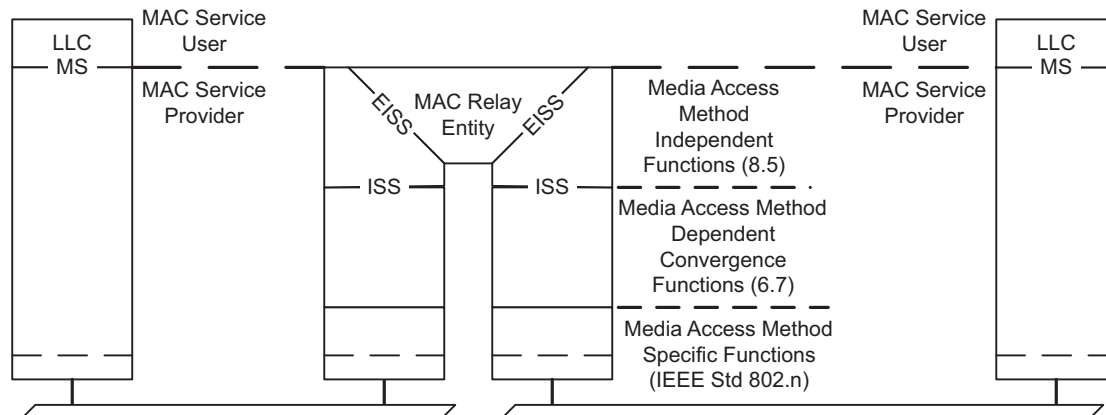 MAC Service
User
LLC
MS
MAC Service
Provider
EISS
MAC Relay
Entity
EISS
ISS
ISS
Media Access
Method
Independent
Functions (8.5)
Media Access Method
Dependent
Convergence
Functions (6.7)
Media Access Method
Specific Functions
(IEEE Std 802.n)
MAC Service
User
MAC Service
Provider
LLC
MS